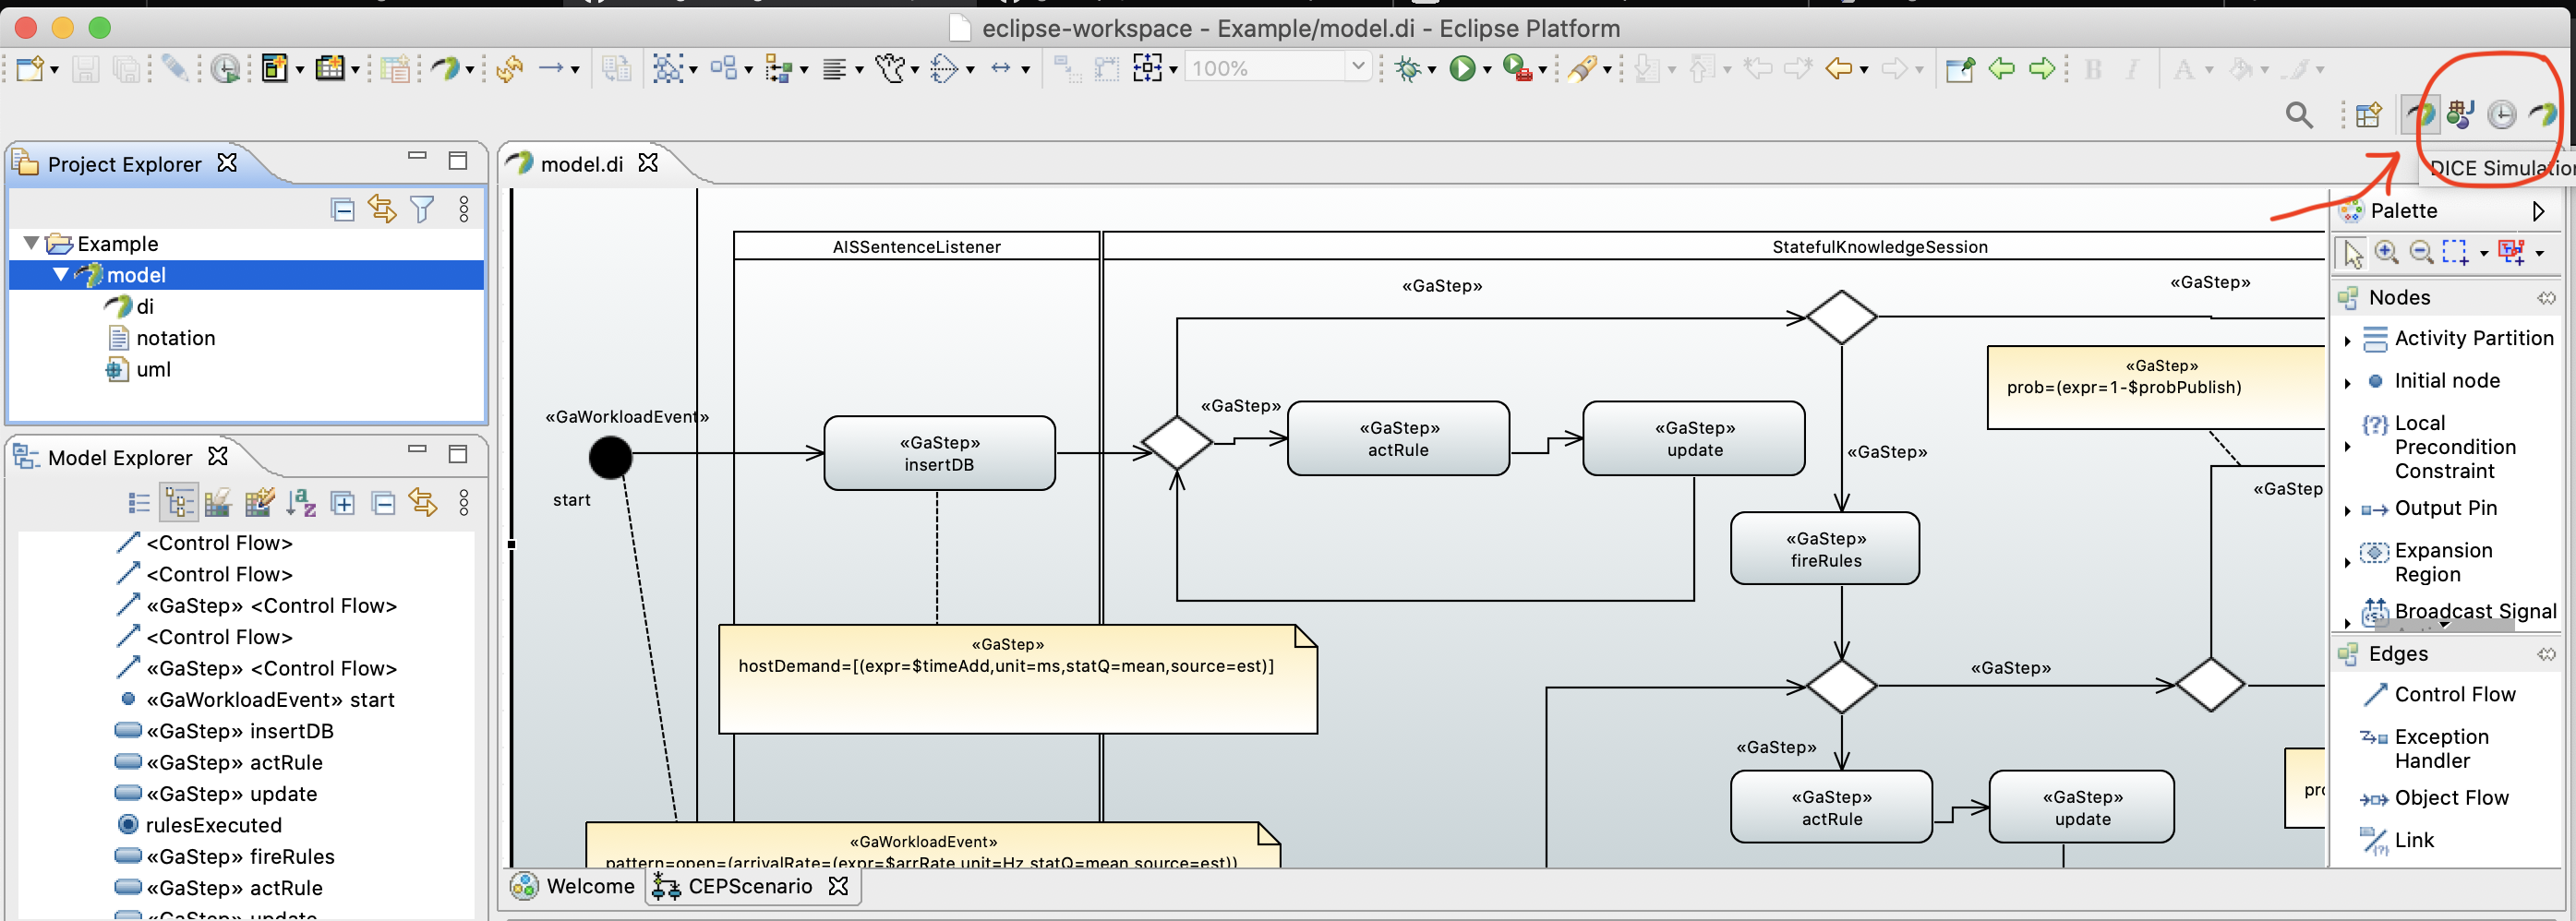 eclipse-workspace - Example/model.di - Eclipse Platform
100%
B I A
DICE Simulation
Project Explorer
Example
model
di
notation
uml
Model Explorer
<Control Flow>
<Control Flow>
«GaStep» <Control Flow>
<Control Flow>
«GaStep» <Control Flow>
«GaWorkloadEvent» start
«GaStep» insertDB
«GaStep» actRule
«GaStep» update
rulesExecuted
«GaStep» fireRules
«GaStep» actRule
«GaStep» update
model.di
AISSentenceListener
StatefulKnowledgeSession
«GaStep»
«GaStep»
«GaStep»
prob=(expr=1-$probPublish)
«GaWorkloadEvent»
start
«GaStep»
insertDB
«GaStep»
«GaStep»
actRule
«GaStep»
update
«GaStep»
«GaStep
«GaStep»
fireRules
«GaStep»
hostDemand=[(expr=$timeAdd,unit=ms,statQ=mean,source=est)]
«GaStep»
«GaStep»
«GaStep»
actRule
«GaStep»
update
pro
«GaWorkloadEvent»
pattern=open=(arrivalRate=(expr=$arrRate,unit=Hz,statQ=mean,source=est))
Welcome
CEPScenario
Palette
Nodes
Activity Partition
Initial node
Local
Precondition
Constraint
Output Pin
Expansion
Region
Broadcast Signal
Edges
Control Flow
Exception
Handler
Object Flow
Link